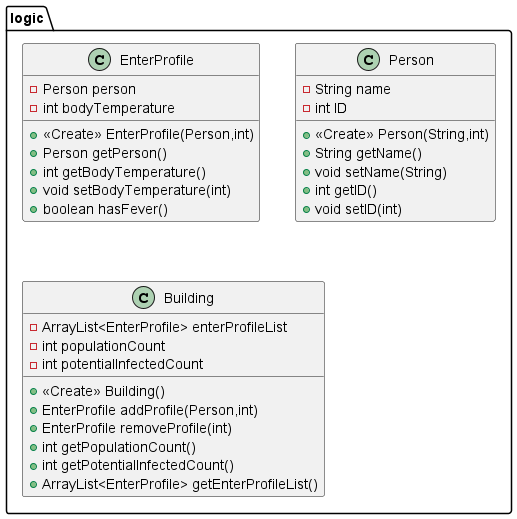 logic
EnterProfile
Person person
int bodyTemperature
«Create» EnterProfile(Person,int)
Person getPerson()
int getBodyTemperature()
void setBodyTemperature(int)
boolean hasFever()
Person
String name
int ID
«Create» Person(String,int)
String getName()
void setName(String)
int getID()
void setID(int)
Building
ArrayList<EnterProfile> enterProfileList
int populationCount
int potentialInfectedCount
«Create» Building()
EnterProfile addProfile(Person,int)
EnterProfile removeProfile(int)
int getPopulationCount()
int getPotentialInfectedCount()
ArrayList<EnterProfile> getEnterProfileList()